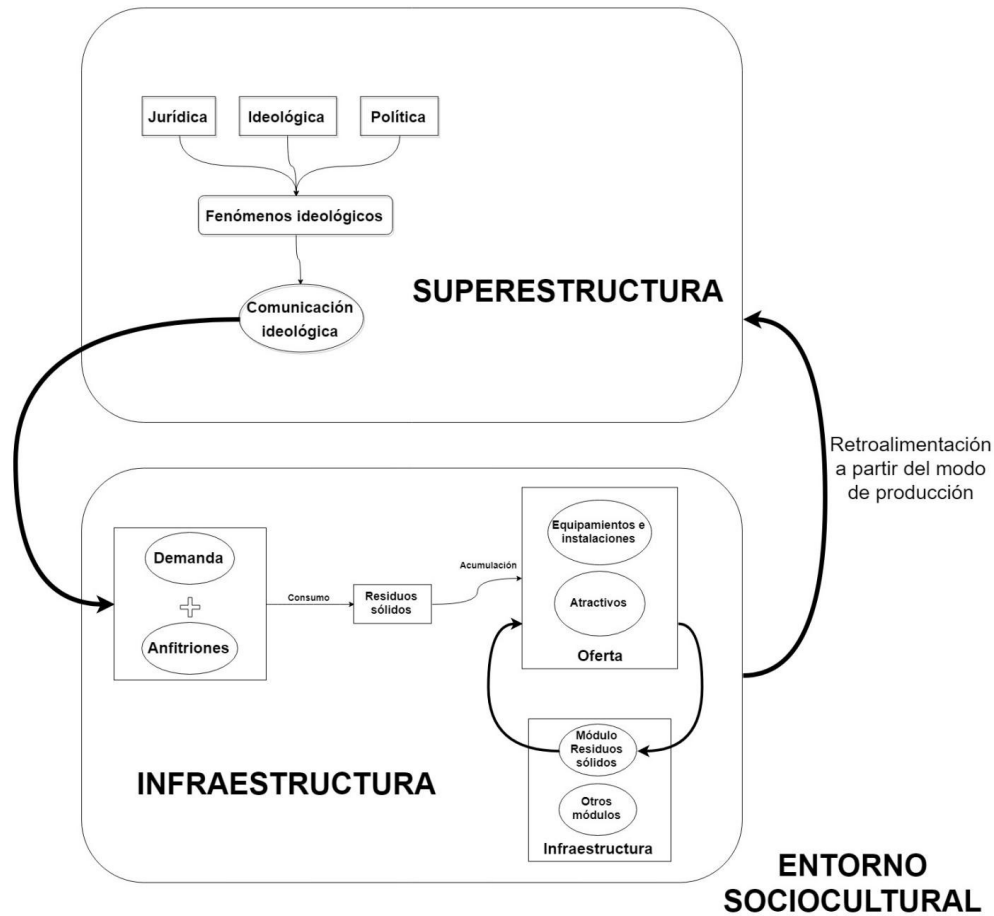 Jurídica
Ideológica
Política
Fenómenos ideológicos
Comunicación
ideológica
SUPERESTRUCTURA
Retroalimentación
a partir del modo
de producción
Demanda
Anfitriones
Consumo
Residuos
sólidos
Acumulación
Equipamientos e
instalaciones
Atractivos
Oferta
Módulo
Residuos
sólidos
Otros
módulos
Infraestructura
INFRAESTRUCTURA
ENTORNO
SOCIOCULTURAL